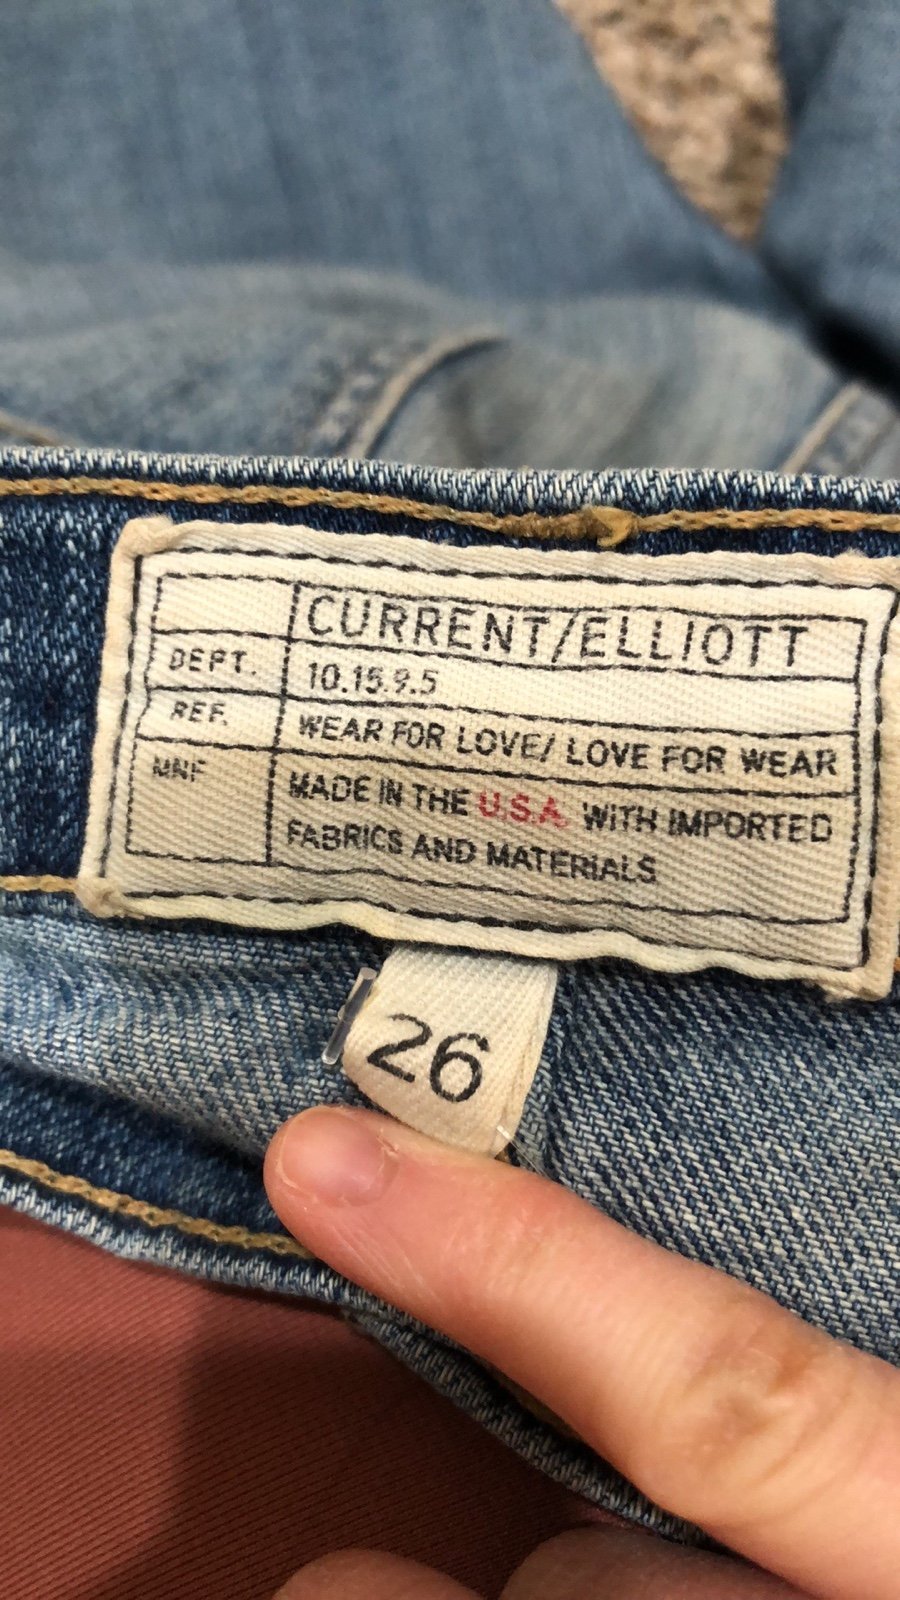 CURRENT/ELLIOTT
DEPT. 10.15.9.5
REF. WEAR FOR LOVE/ LOVE FOR WEAR
MNF MADE IN THE U.S.A. WITH IMPORTED
FABRICS AND MATERIALS
26